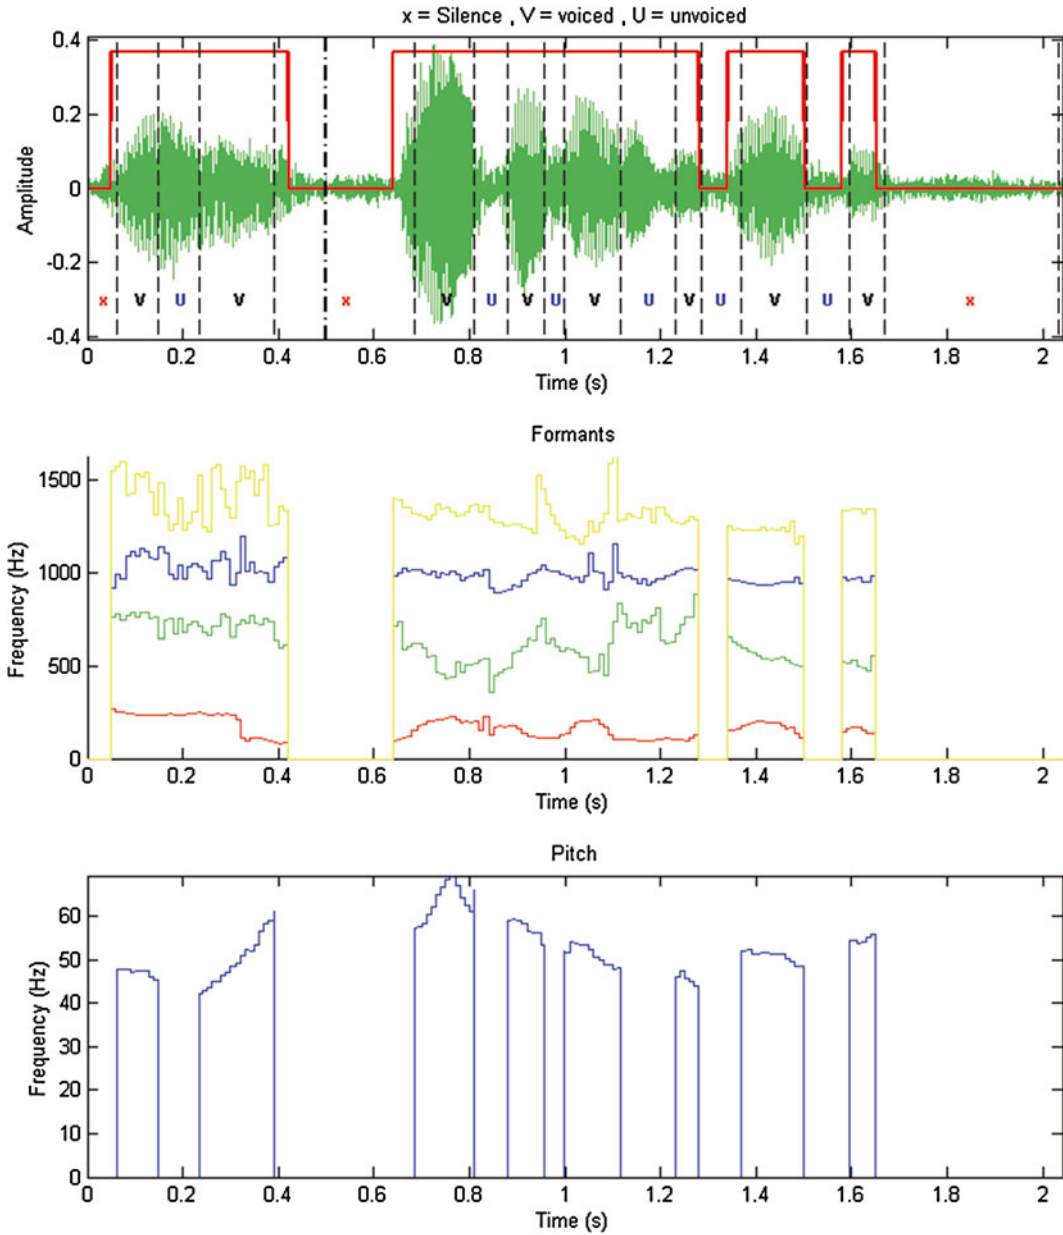 x = Silence , V = voiced , U = unvoiced
0.4
0.2
0
-0.2
-0.4
Amplitude
x V U V x V U V U V U V U V U V x
0 0.2 0.4 0.6 0.8 1 1.2 1.4 1.6 1.8 2
Time (s)
Formants
1500
1000
500
0
Frequency (Hz)
0 0.2 0.4 0.6 0.8 1 1.2 1.4 1.6 1.8 2
Time (s)
Pitch
60
50
40
30
20
10
0
Frequency (Hz)
0 0.2 0.4 0.6 0.8 1 1.2 1.4 1.6 1.8 2
Time (s)